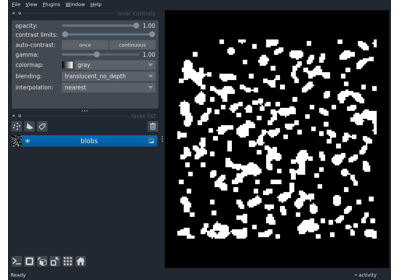 File View Plugins Window Help
layer controls
opacity: 1.00
contrast limits:
auto-contrast: once continuous
gamma: 1.00
colormap: gray
blending: translucent_no_depth
interpolation: nearest
layer list
blobs
Ready activity